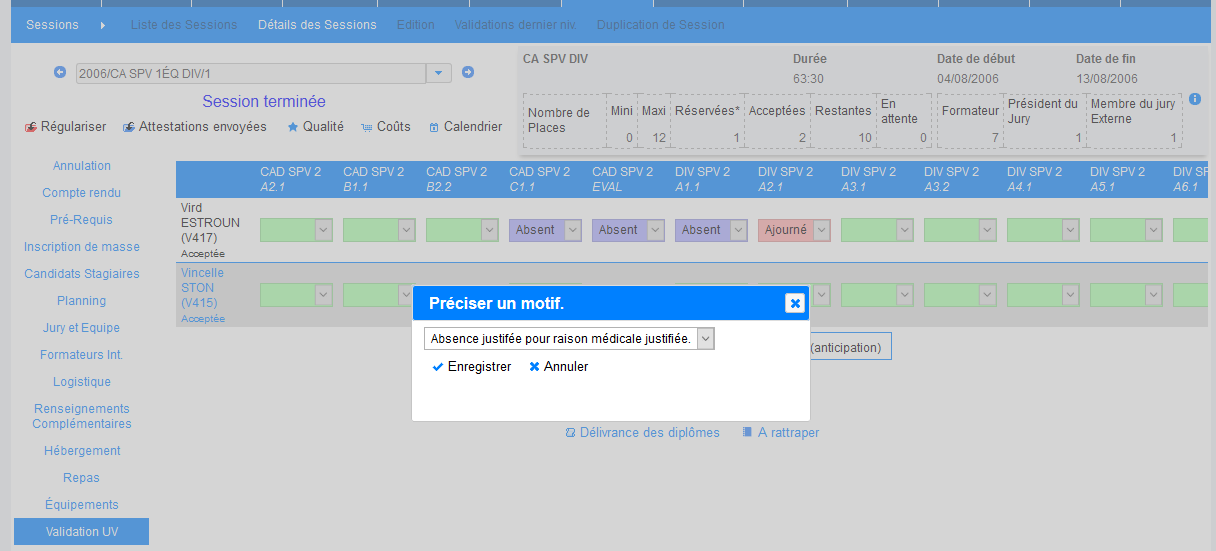 Sessions Liste des Sessions Détails des Sessions Edition Validations dernier niv. Duplication de Session
2006/CA SPV 1ÉQ DIV/1
Session terminée
Régulariser Attestations envoyées Qualité Coûts Calendrier
CA SPV DIV Durée Date de début Date de fin
63:30 04/08/2006 13/08/2006
Nombre de Places Mini Maxi Réservées* Acceptées Restantes En attente Formateur Président du Jury Membre du jury Externe
0 12 1 2 10 0 7 1 1
Annulation
Compte rendu
Pré-Requis
Inscription de masse
Candidats Stagiaires
Planning
Jury et Equipe
Formateurs Int.
Logistique
Renseignements
Complémentaires
Hébergement
Repas
Équipements
Validation UV
CAD SPV 2 CAD SPV 2 CAD SPV 2 CAD SPV 2 CAD SPV 2 DIV SPV 2 DIV SPV 2 DIV SPV 2 DIV SPV 2 DIV SPV 2 DIV SPV 2 DIV SP
A2.1 B1.1 B2.2 C1.1 EVAL A1.1 A2.1 A3.1 A3.2 A4.1 A5.1 A6.1
Vird
ESTROUN
(V417)
Acceptée
Absent Absent Absent Ajourné
Vincelle
STON
(V415)
Acceptée
Préciser un motif.
Absence justifée pour raison médicale justifiée.
Enregistrer Annuler
(anticipation)
Délivrance des diplômes A rattraper